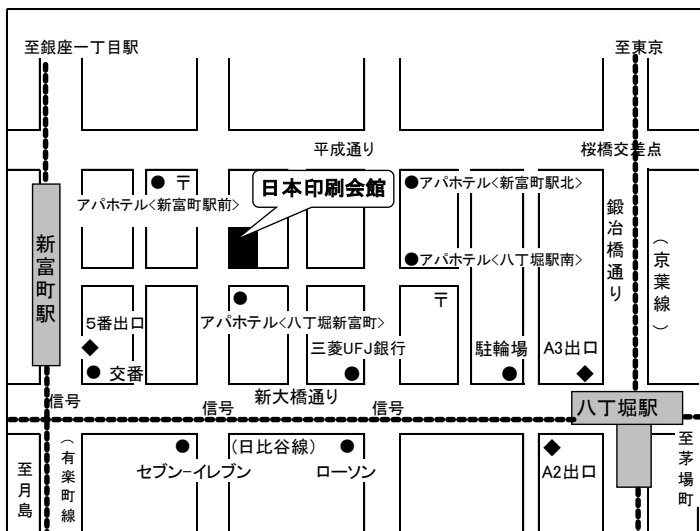 至銀座一丁目駅
至東京
平成通り
桜橋交差点
〒
アパホテル<新富町駅前>
日本印刷会館
アパホテル<新富町駅北>
鍛冶橋通り
(京葉線)
新富町駅
アパホテル<八丁堀駅南>
〒
5番出口
アパホテル<八丁堀新富町>
三菱UFJ銀行
駐輪場
A3出口
交番
新大橋通り
信号
信号
信号
八丁堀駅
至月島
(有楽町線)
セブン-イレブン
(日比谷線)
ローソン
A2出口
至茅場町